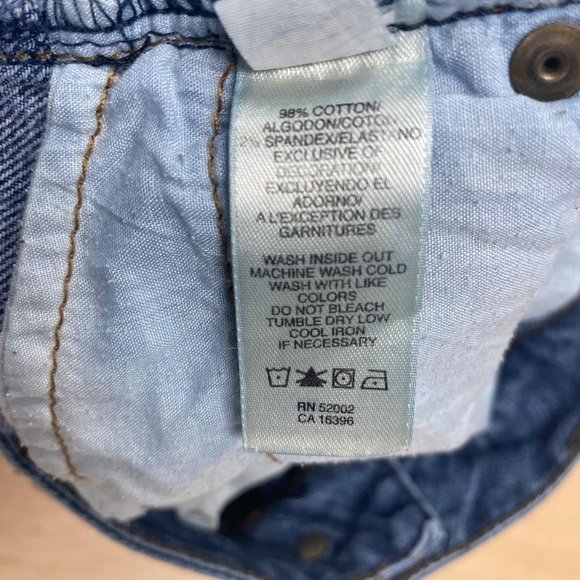 98% COTTON/
ALGODON/COTON
2% SPANDEX/ELASTANO
EXCLUSIVE OF
DECORATION/
EXCLUYENDO EL
ADORNO/
A L'EXCEPTION DES
GARNITURES
WASH INSIDE OUT
MACHINE WASH COLD
WASH WITH LIKE
COLORS
DO NOT BLEACH
TUMBLE DRY LOW
COOL IRON
IF NECESSARY
RN 52002
CA 16396